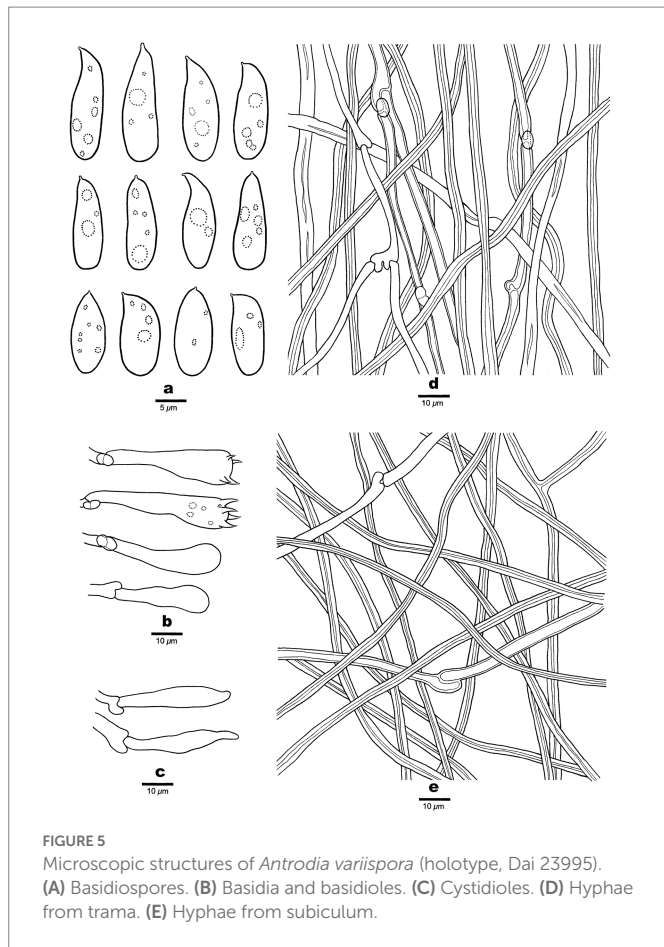 a
5 µm
d
10 µm
b
10 µm
c
10 µm
e
10 µm
FIGURE 5
Microscopic structures of Antrodia variispora (holotype, Dai 23995).
(A) Basidiospores. (B) Basidia and basidioles. (C) Cystidioles. (D) Hyphae
from trama. (E) Hyphae from subiculum.